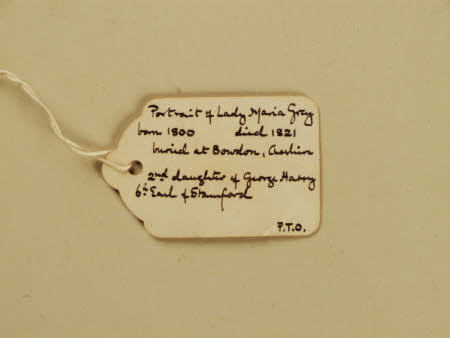 Portrait of Lady Maria Grey
born 1800 died 1821
buried at Bowdon, Cheshire
2nd daughter of George Harry
6th Earl of Stamford
P.T.O.